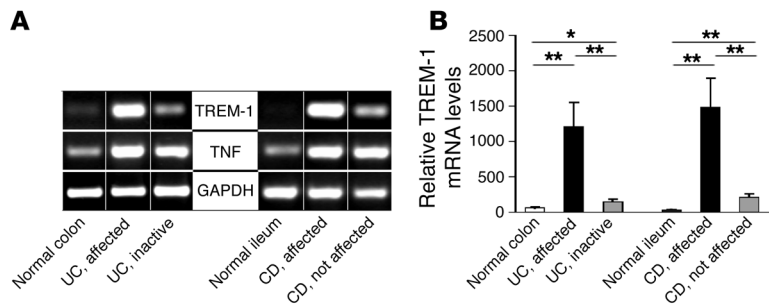 A
TREM-1
TNF
GAPDH
Normal colon
UC, affected
UC, inactive
Normal ileum
CD, affected
CD, not affected
B
Relative TREM-1
mRNA levels
2500
2000
1500
1000
500
0
* **
** ** ** **
Normal colon
UC, affected
UC, inactive
Normal ileum
CD, affected
CD, not affected